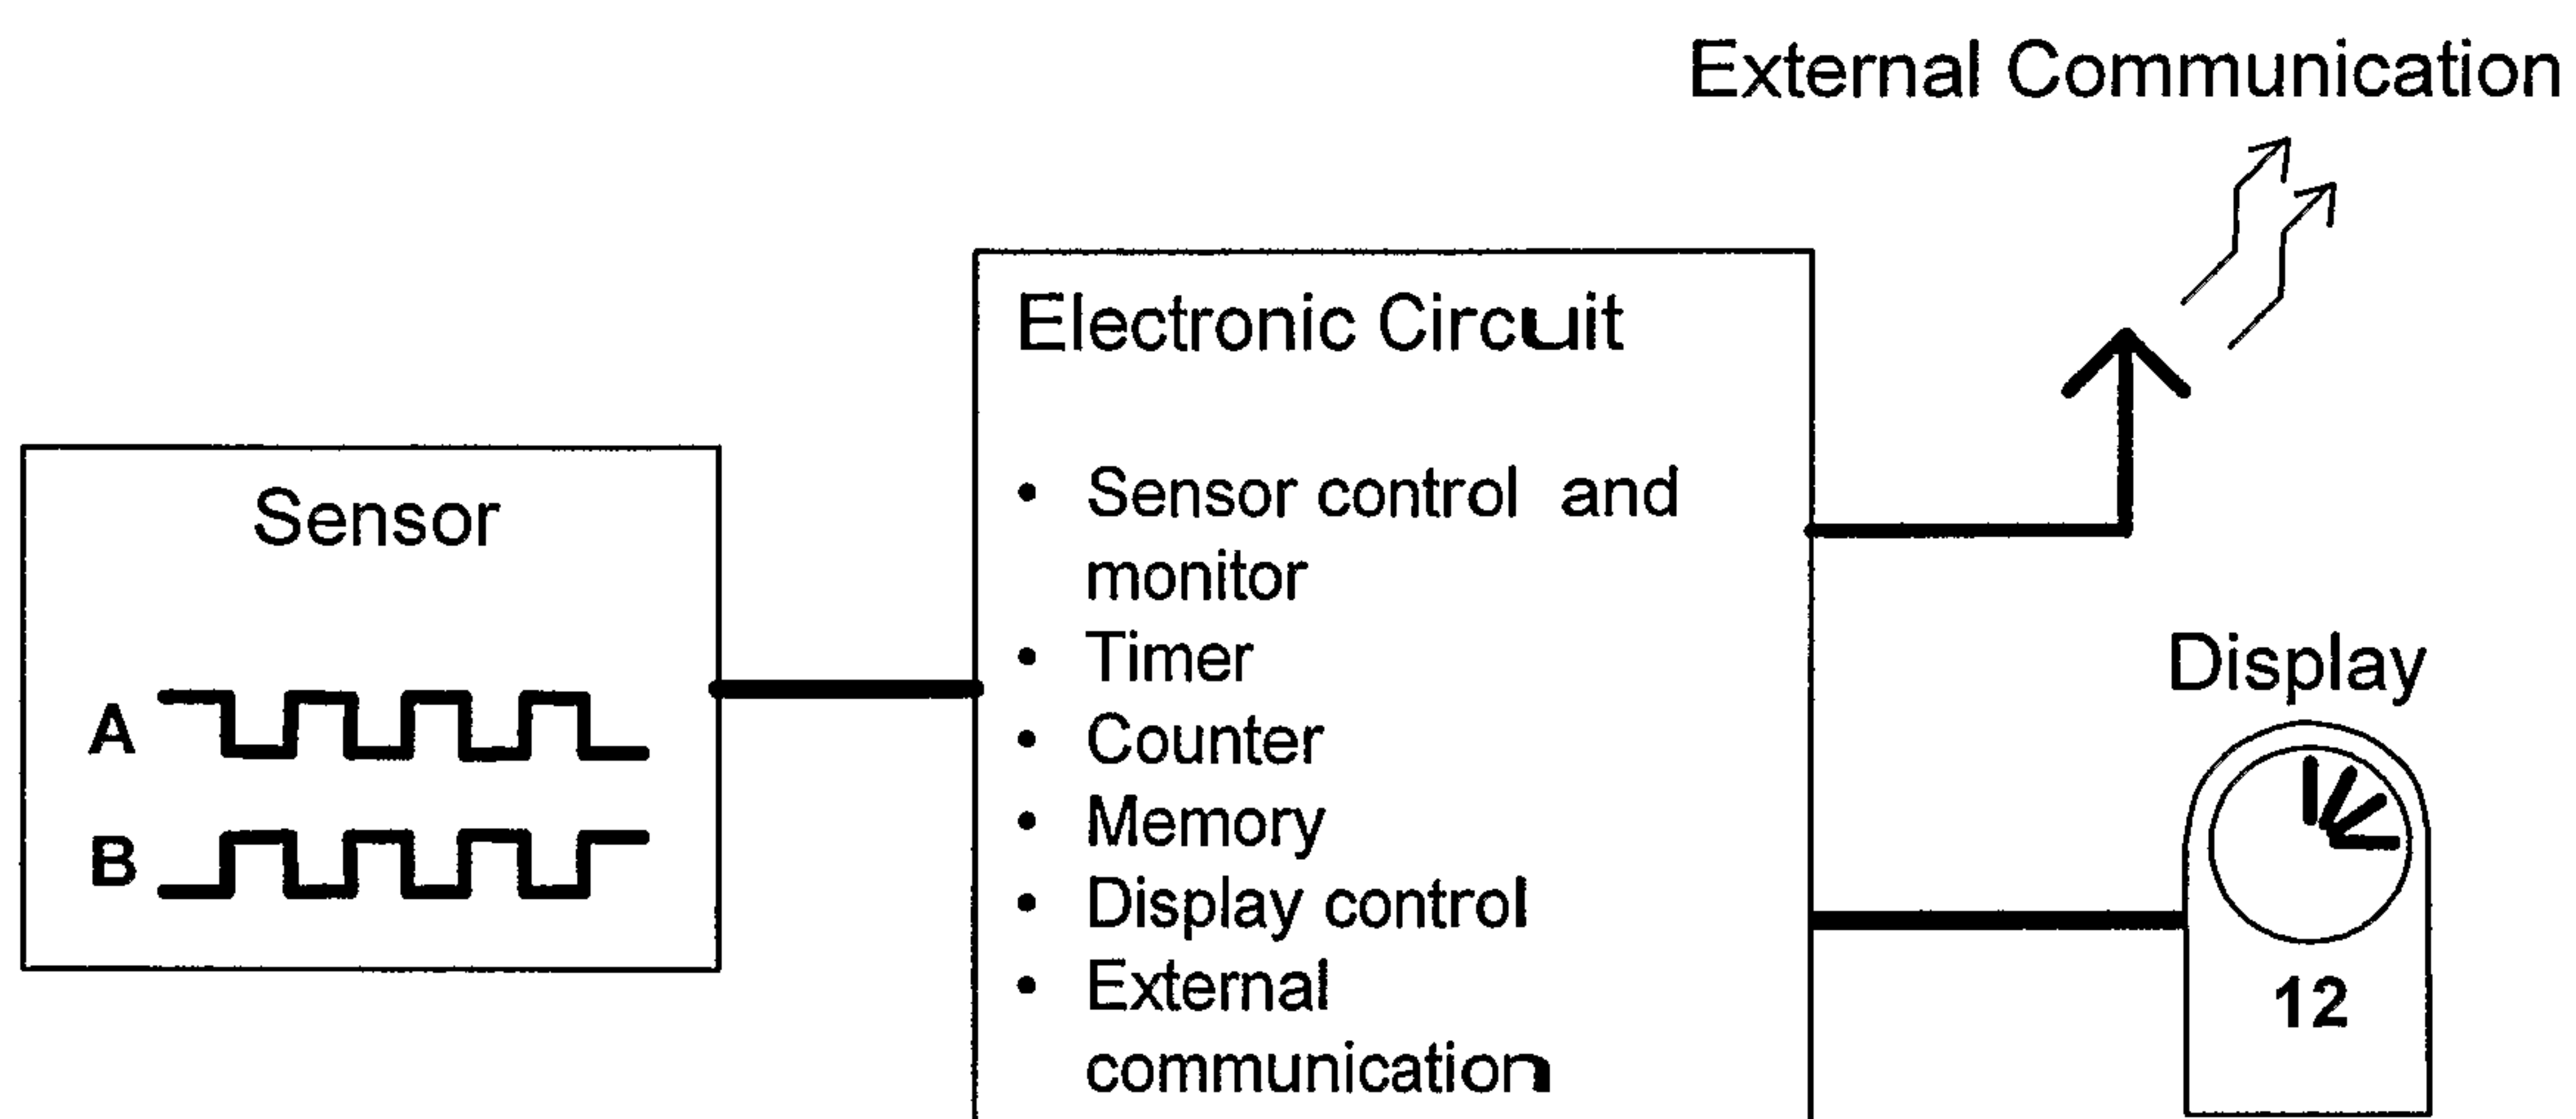 External Communication
Electronic Circuit
• Sensor control and
monitor
• Timer
• Counter
• Memory
• Display control
• External
communication
Sensor
A
B
Display
12